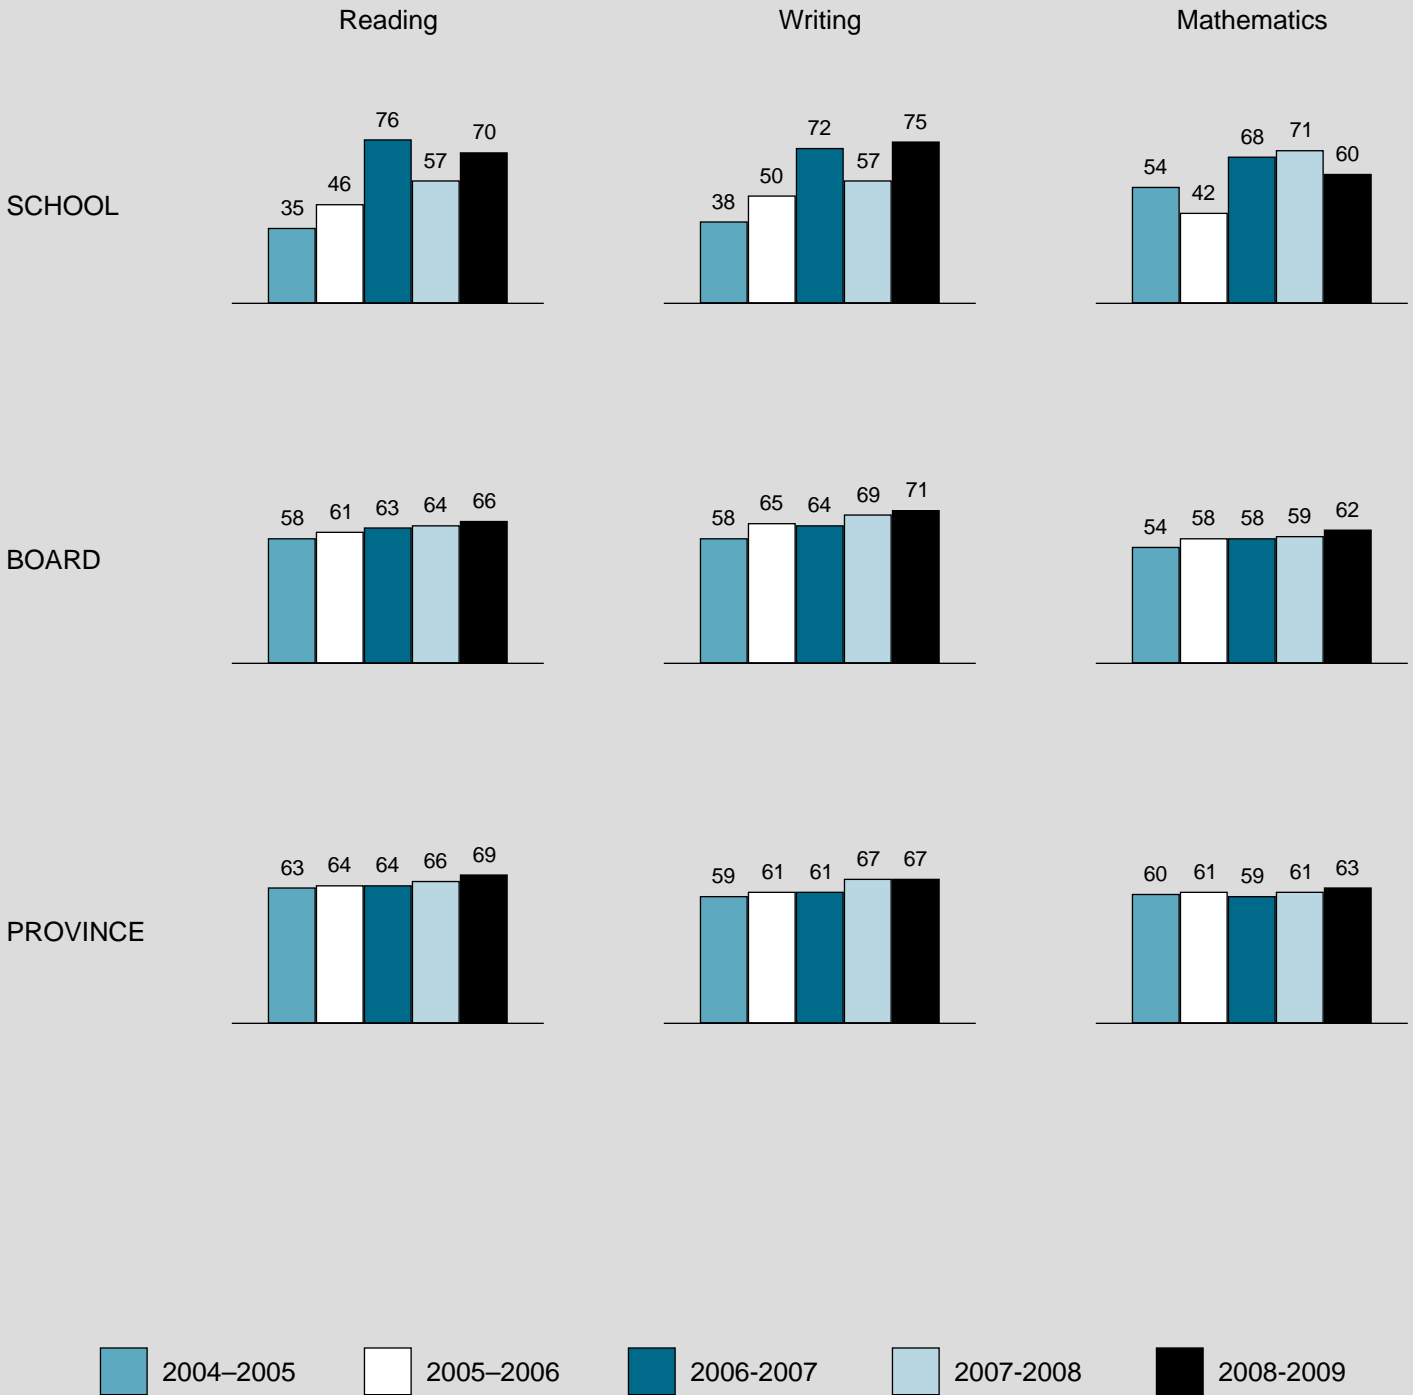 Reading Writing Mathematics
SCHOOL
35 46 76 57 70
38 50 72 57 75
54 42 68 71 60
BOARD
58 61 63 64 66
58 65 64 69 71
54 58 58 59 62
PROVINCE
63 64 64 66 69
59 61 61 67 67
60 61 59 61 63
2004–2005 2005–2006 2006-2007 2007-2008 2008-2009